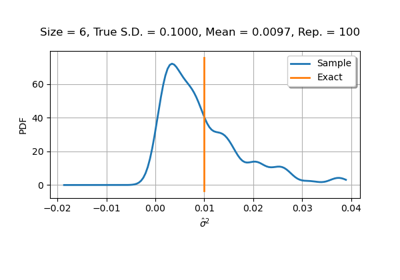 Size = 6, True S.D. = 0.1000, Mean = 0.0097, Rep. = 100
Sample
Exact
PDF
60
40
20
0
−0.02 −0.01 0.00 0.01 0.02 0.03 0.04
σ̂²